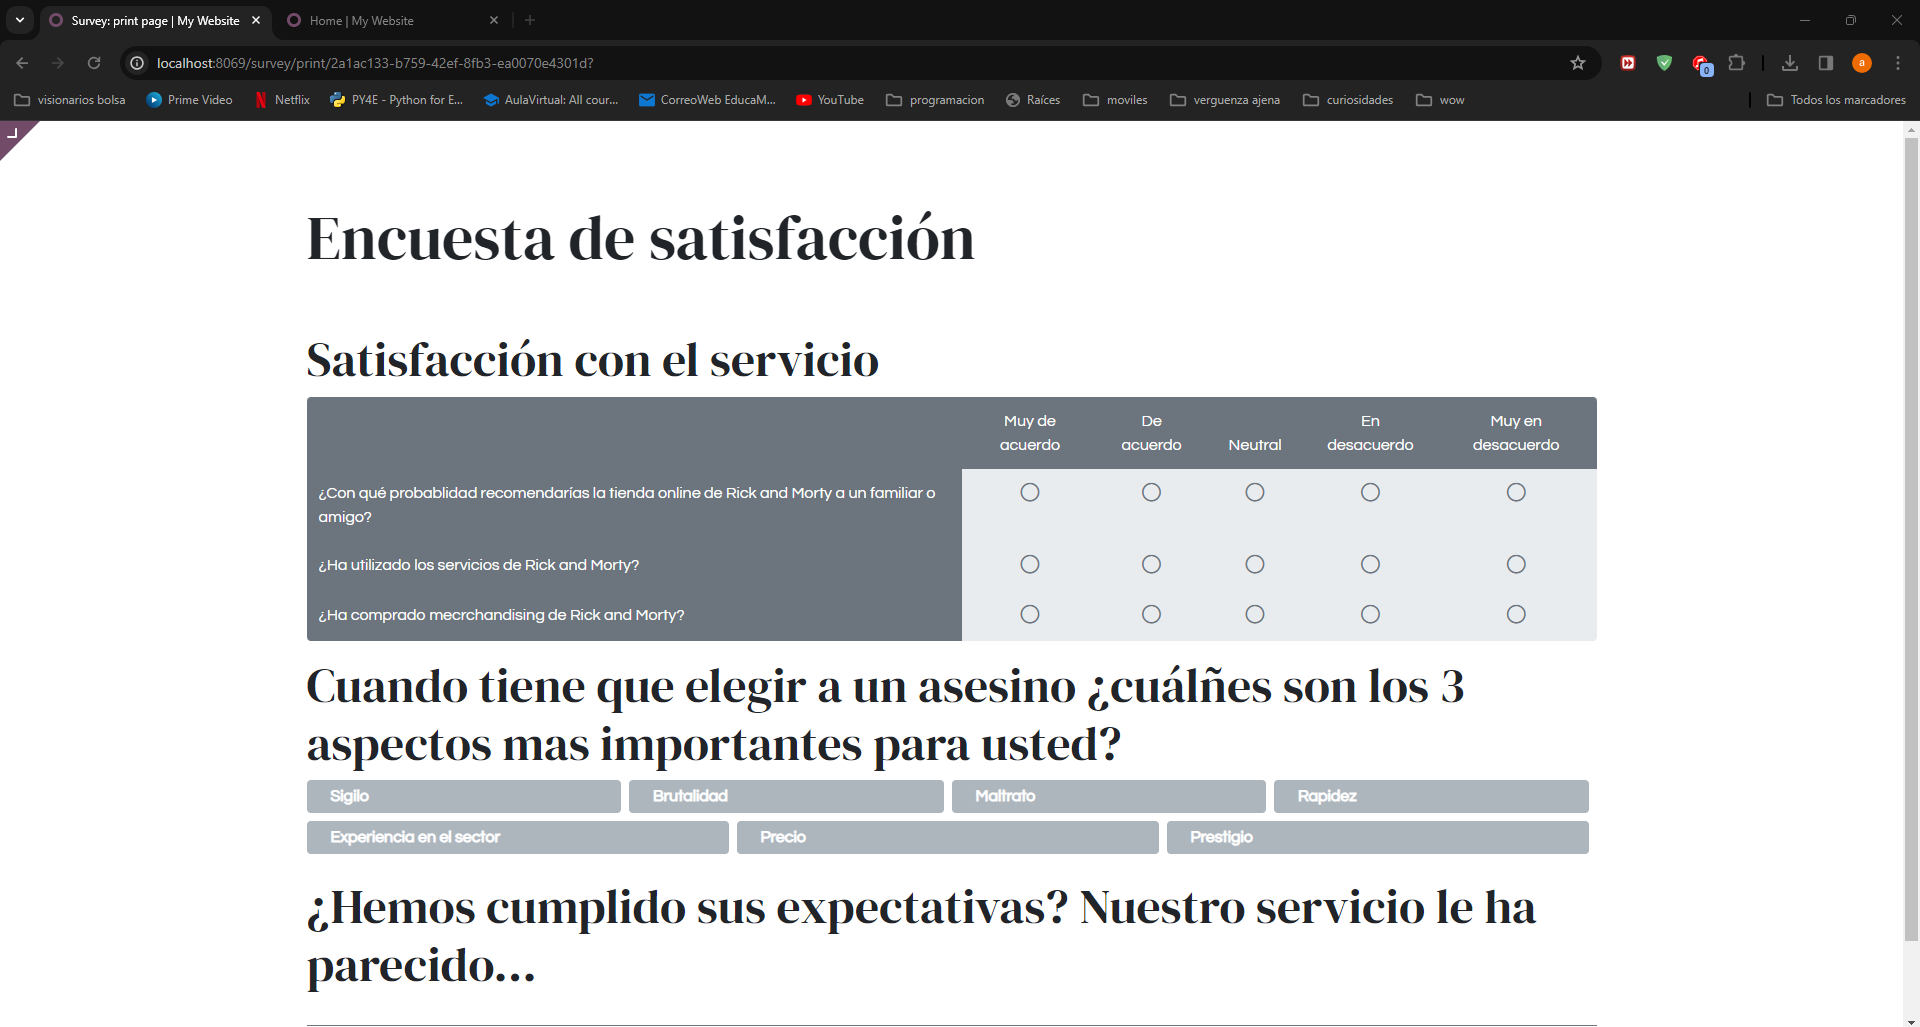 Survey: print page | My Website
Home | My Website
localhost:8069/survey/print/2a1ac133-b759-42ef-8fb3-ea0070e4301d?
0
a
visionarios bolsa
Prime Video
Netflix
PY4E - Python for E...
AulaVirtual: All cour...
CorreoWeb EducaM...
YouTube
programacion
Raíces
moviles
verguenza ajena
curiosidades
wow
Todos los marcadores
Encuesta de satisfacción
Satisfacción con el servicio
Muy de acuerdo
De acuerdo
Neutral
En desacuerdo
Muy en desacuerdo
¿Con qué probablidad recomendarías la tienda online de Rick and Morty a un familiar o
amigo?
¿Ha utilizado los servicios de Rick and Morty?
¿Ha comprado mecrchandising de Rick and Morty?
Cuando tiene que elegir a un asesino ¿cuálñes son los 3
aspectos mas importantes para usted?
Sigilo
Brutalidad
Maltrato
Rapidez
Experiencia en el sector
Precio
Prestigio
¿Hemos cumplido sus expectativas? Nuestro servicio le ha
parecido...